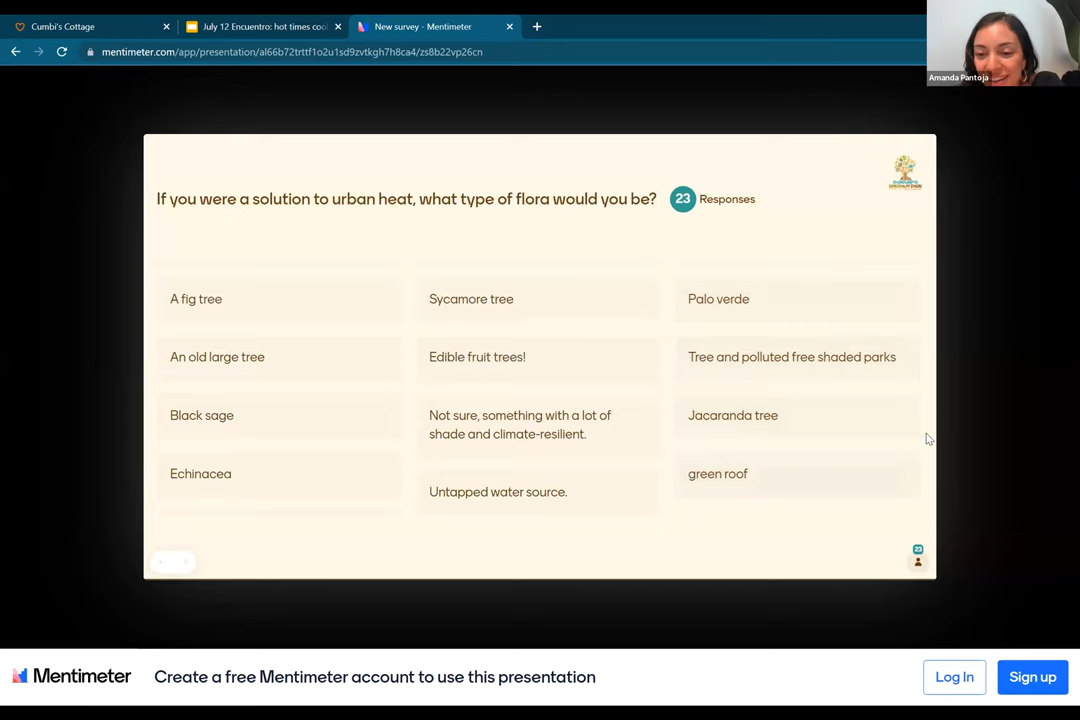 Cumbi's Cottage
July 12 Encuentro: hot times cool
New survey - Mentimeter
mentimeter.com/app/presentation/al66b72trttf1o2u1sd9zvtkgh7h8ca4/zs8b22vp26cn
Amanda Pantoja
If you were a solution to urban heat, what type of flora would you be?
23 Responses
A fig tree
An old large tree
Black sage
Echinacea
Sycamore tree
Edible fruit trees!
Not sure, something with a lot of
shade and climate-resilient.
Untapped water source.
Palo verde
Tree and polluted free shaded parks
Jacaranda tree
green roof
23
Mentimeter
Create a free Mentimeter account to use this presentation
Log In
Sign up